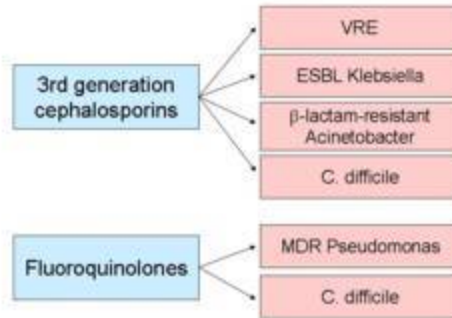 3rd generation
cephalosporins
VRE
ESBL Klebsiella
β-lactam-resistant
Acinetobacter
C. difficile
Fluoroquinolones
MDR Pseudomonas
C. difficile